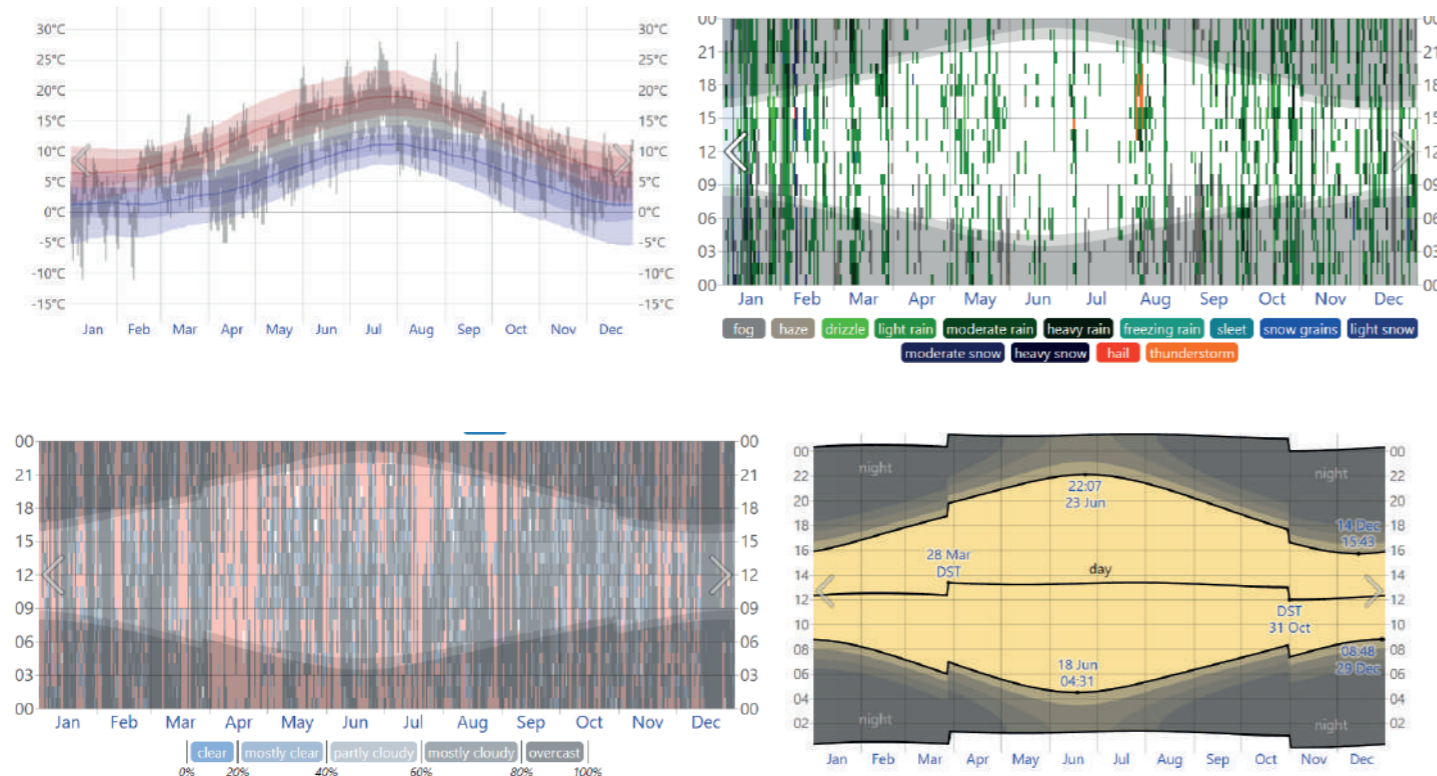 30°C 30°C
25°C 25°C
20°C 20°C
15°C 15°C
10°C 10°C
5°C 5°C
0°C 0°C
-5°C -5°C
-10°C -10°C
-15°C -15°C
Jan Feb Mar Apr May Jun Jul Aug Sep Oct Nov Dec
00 00
21 21
18 18
15 15
12 12
09 09
06 06
03 03
00 00
Jan Feb Mar Apr May Jun Jul Aug Sep Oct Nov Dec
fog haze drizzle light rain moderate rain heavy rain freezing rain sleet snow grains light snow
moderate snow heavy snow hail thunderstorm
00 00
21 21
18 18
15 15
12 12
09 09
06 06
03 03
00 00
Jan Feb Mar Apr May Jun Jul Aug Sep Oct Nov Dec
clear mostly clear partly cloudy mostly cloudy overcast
0% 20% 40% 60% 80% 100%
00 night night 00
22 22:07 22
20 23 Jun 20
18 14 Dec 18
16 15:43 16
28 Mar
DST
day
14 14
12 12
DST
31 Oct
10 10
08 08:48 08
29 Dec
06 18 Jun 06
04 04:31 04
02 night night 02
Jan Feb Mar Apr May Jun Jul Aug Sep Oct Nov Dec